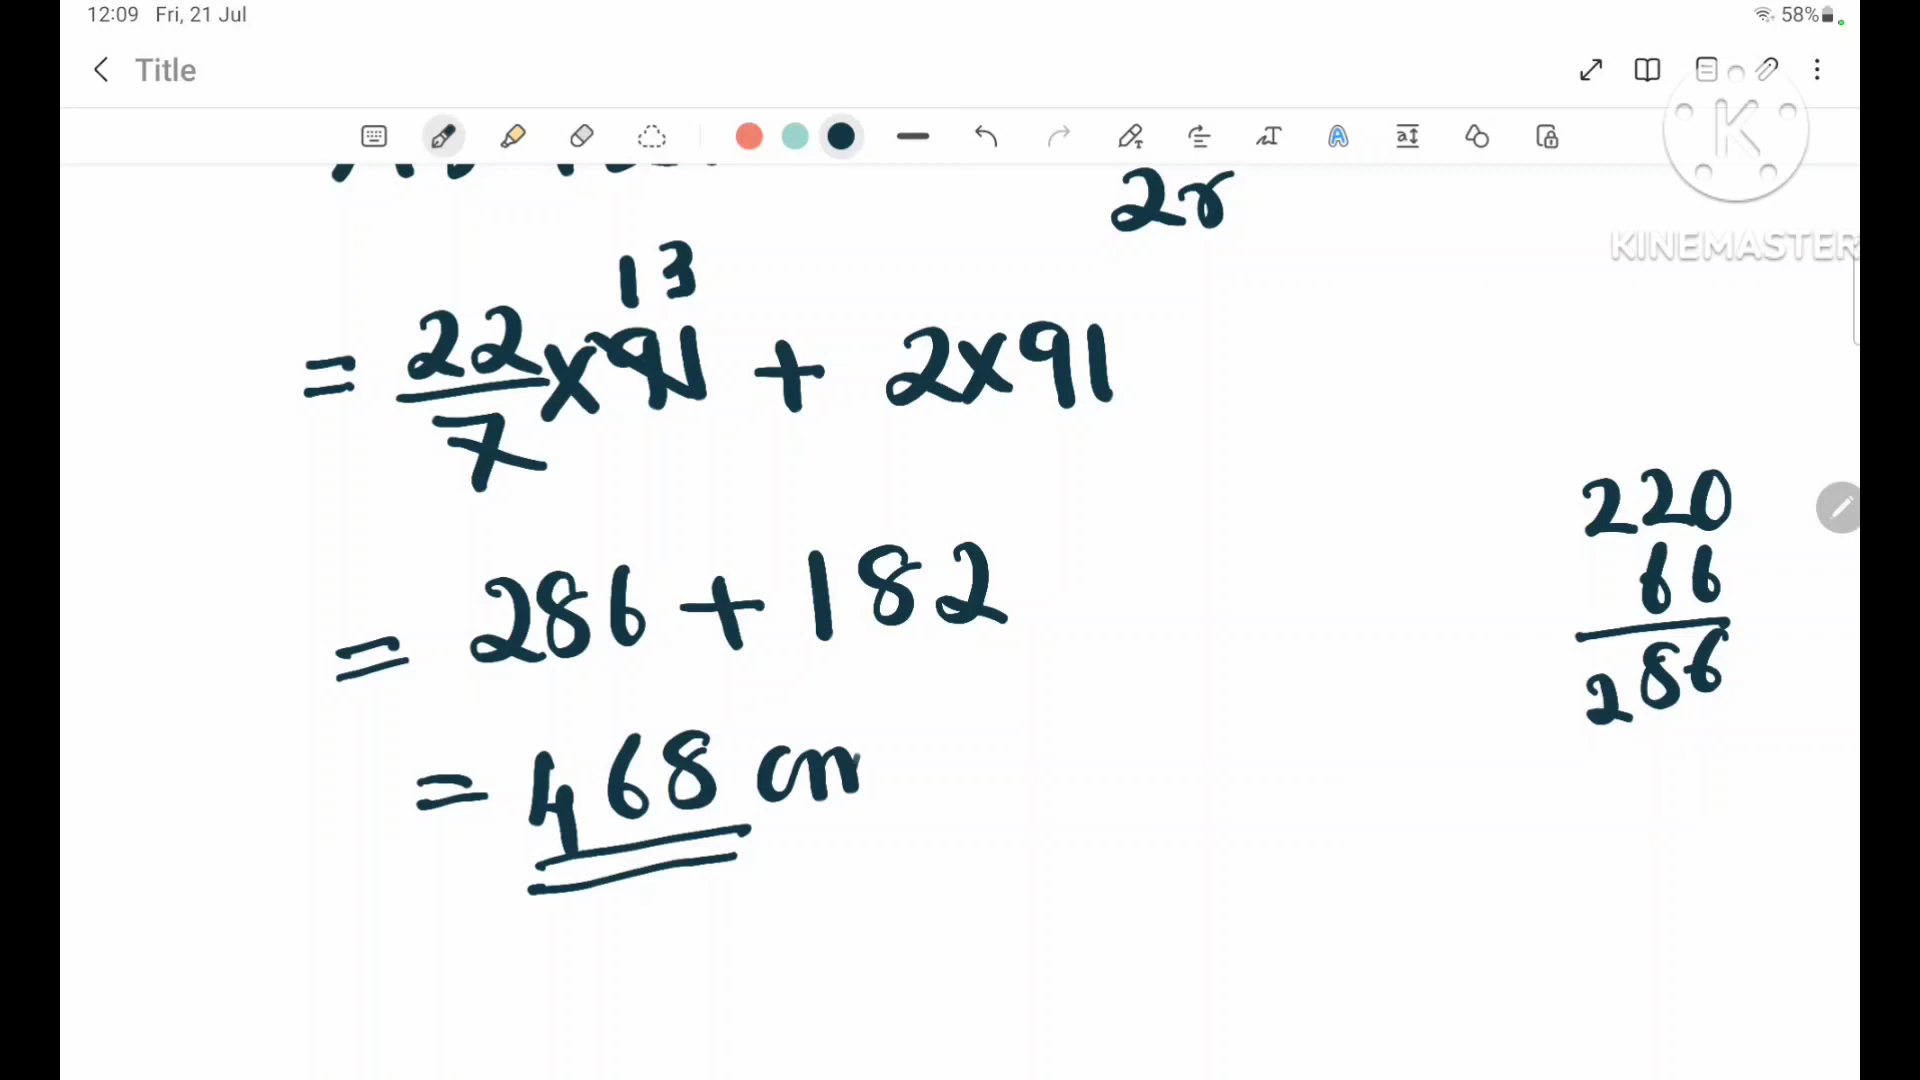 12:09 Fri, 21 Jul
58%
Title
K
KINEMASTER
2r
13
= 22/7 x 91 + 2x91
= 286 + 182
= 468 cm
220
66
286